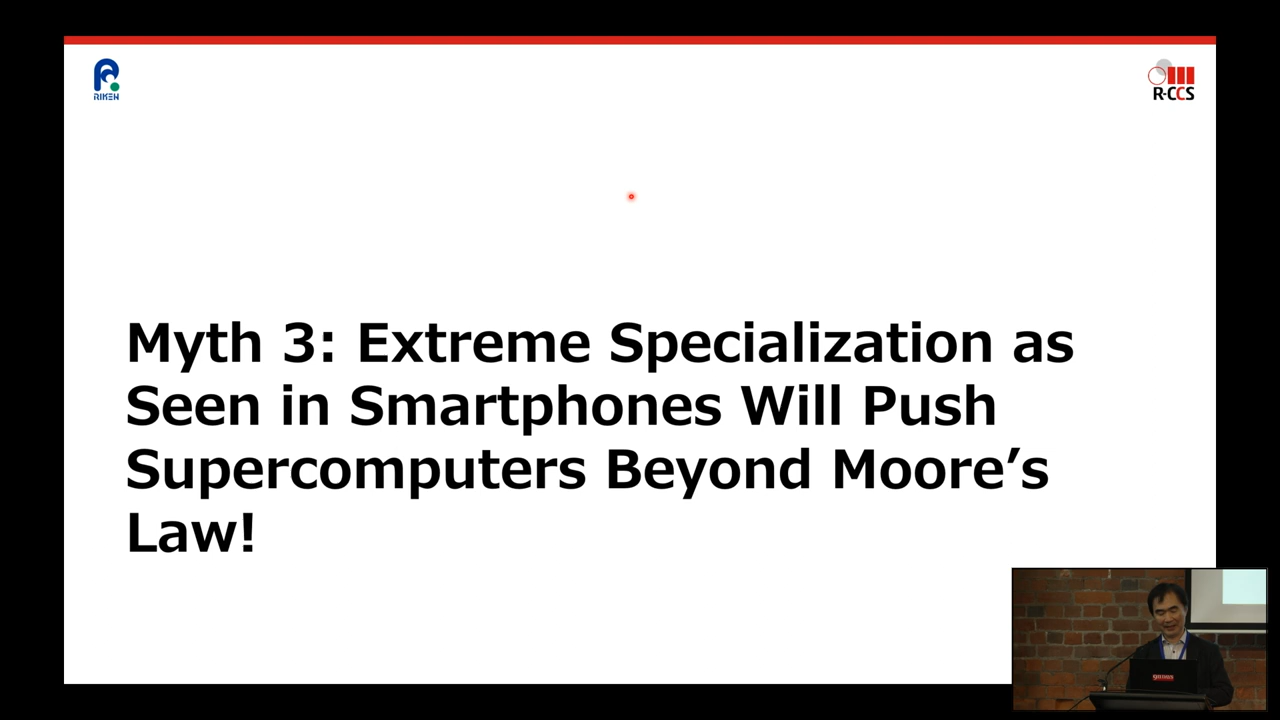 RIKEN
R-CCS
Myth 3: Extreme Specialization as
Seen in Smartphones Will Push
Supercomputers Beyond Moore’s
Law!